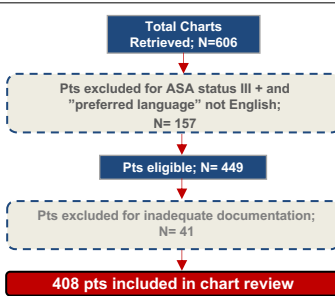 Total Charts
Retrieved; N=606
Pts excluded for ASA status III + and
”preferred language” not English;
N= 157
Pts eligible; N= 449
Pts excluded for inadequate documentation;
N= 41
408 pts included in chart review